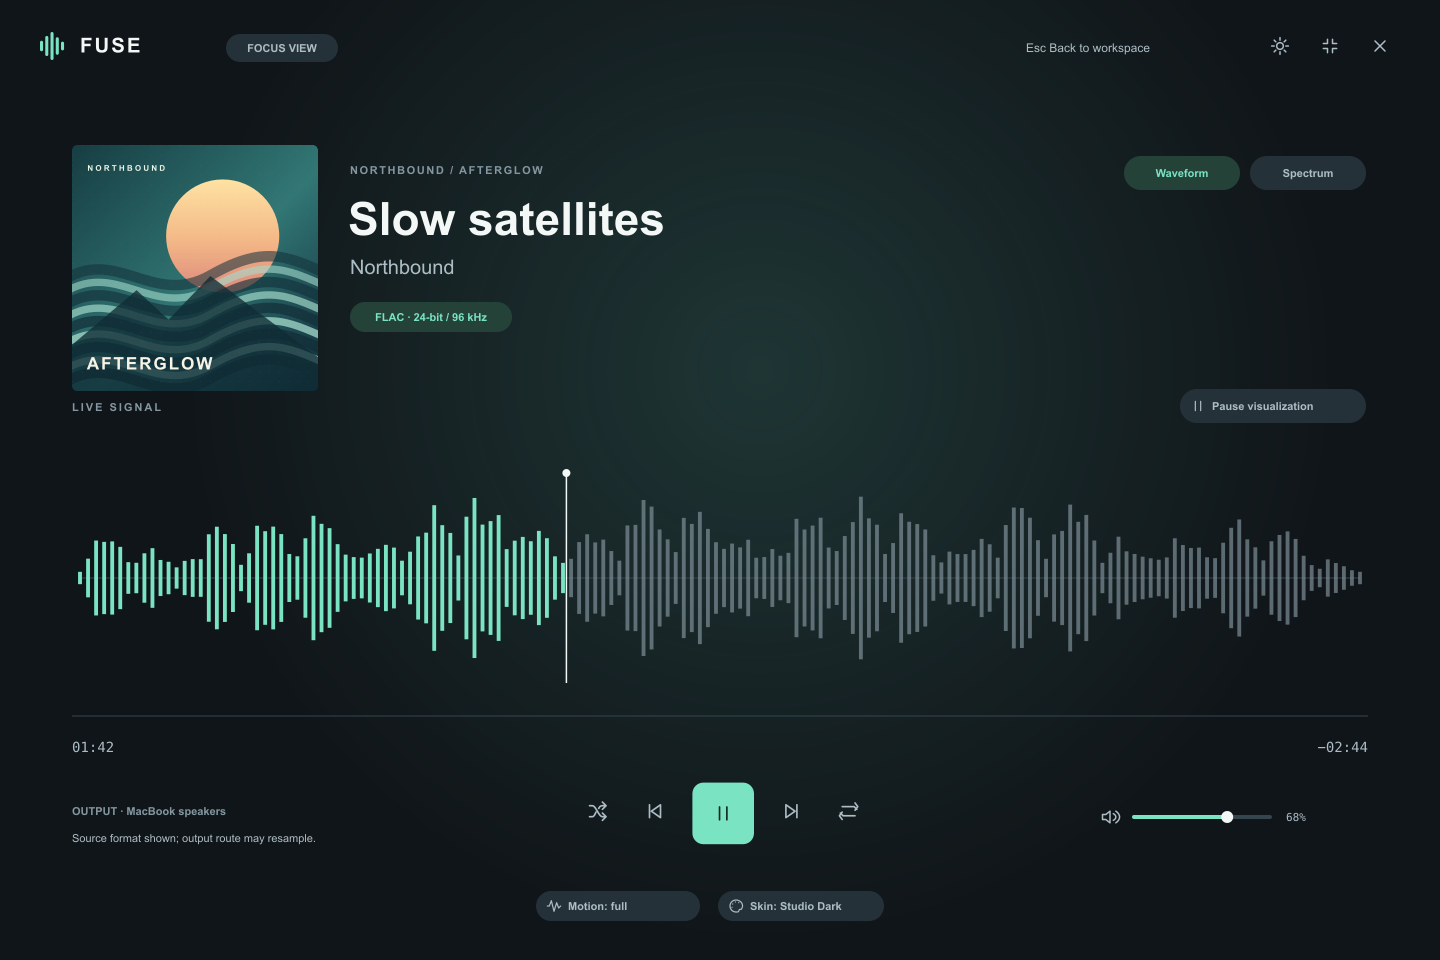 FUSE
FOCUS VIEW
Esc Back to workspace
NORTHBOUND
AFTERGLOW
NORTHBOUND / AFTERGLOW
Slow satellites
Northbound
FLAC · 24-bit / 96 kHz
Waveform
Spectrum
LIVE SIGNAL
Pause visualization
01:42
−02:44
OUTPUT · MacBook speakers
Source format shown; output route may resample.
68%
Motion: full
Skin: Studio Dark